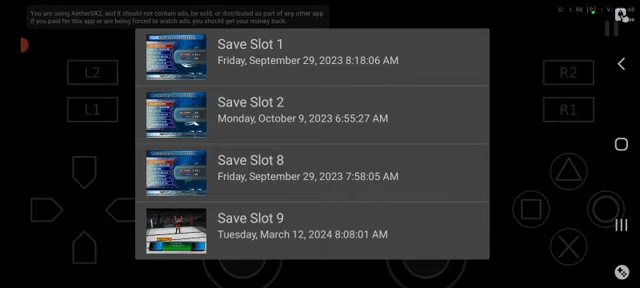 You are using AetherSX2, and it should not contain ads, be sold, or distributed as part of any other app.
If you paid for this app or are being forced to watch ads, you should get your money back.
Save Slot 1
Friday, September 29, 2023 8:18:06 AM
L2
R2
Save Slot 2
Monday, October 9, 2023 6:55:27 AM
L1
R1
Save Slot 8
Friday, September 29, 2023 7:58:05 AM
Save Slot 9
Tuesday, March 12, 2024 8:08:01 AM